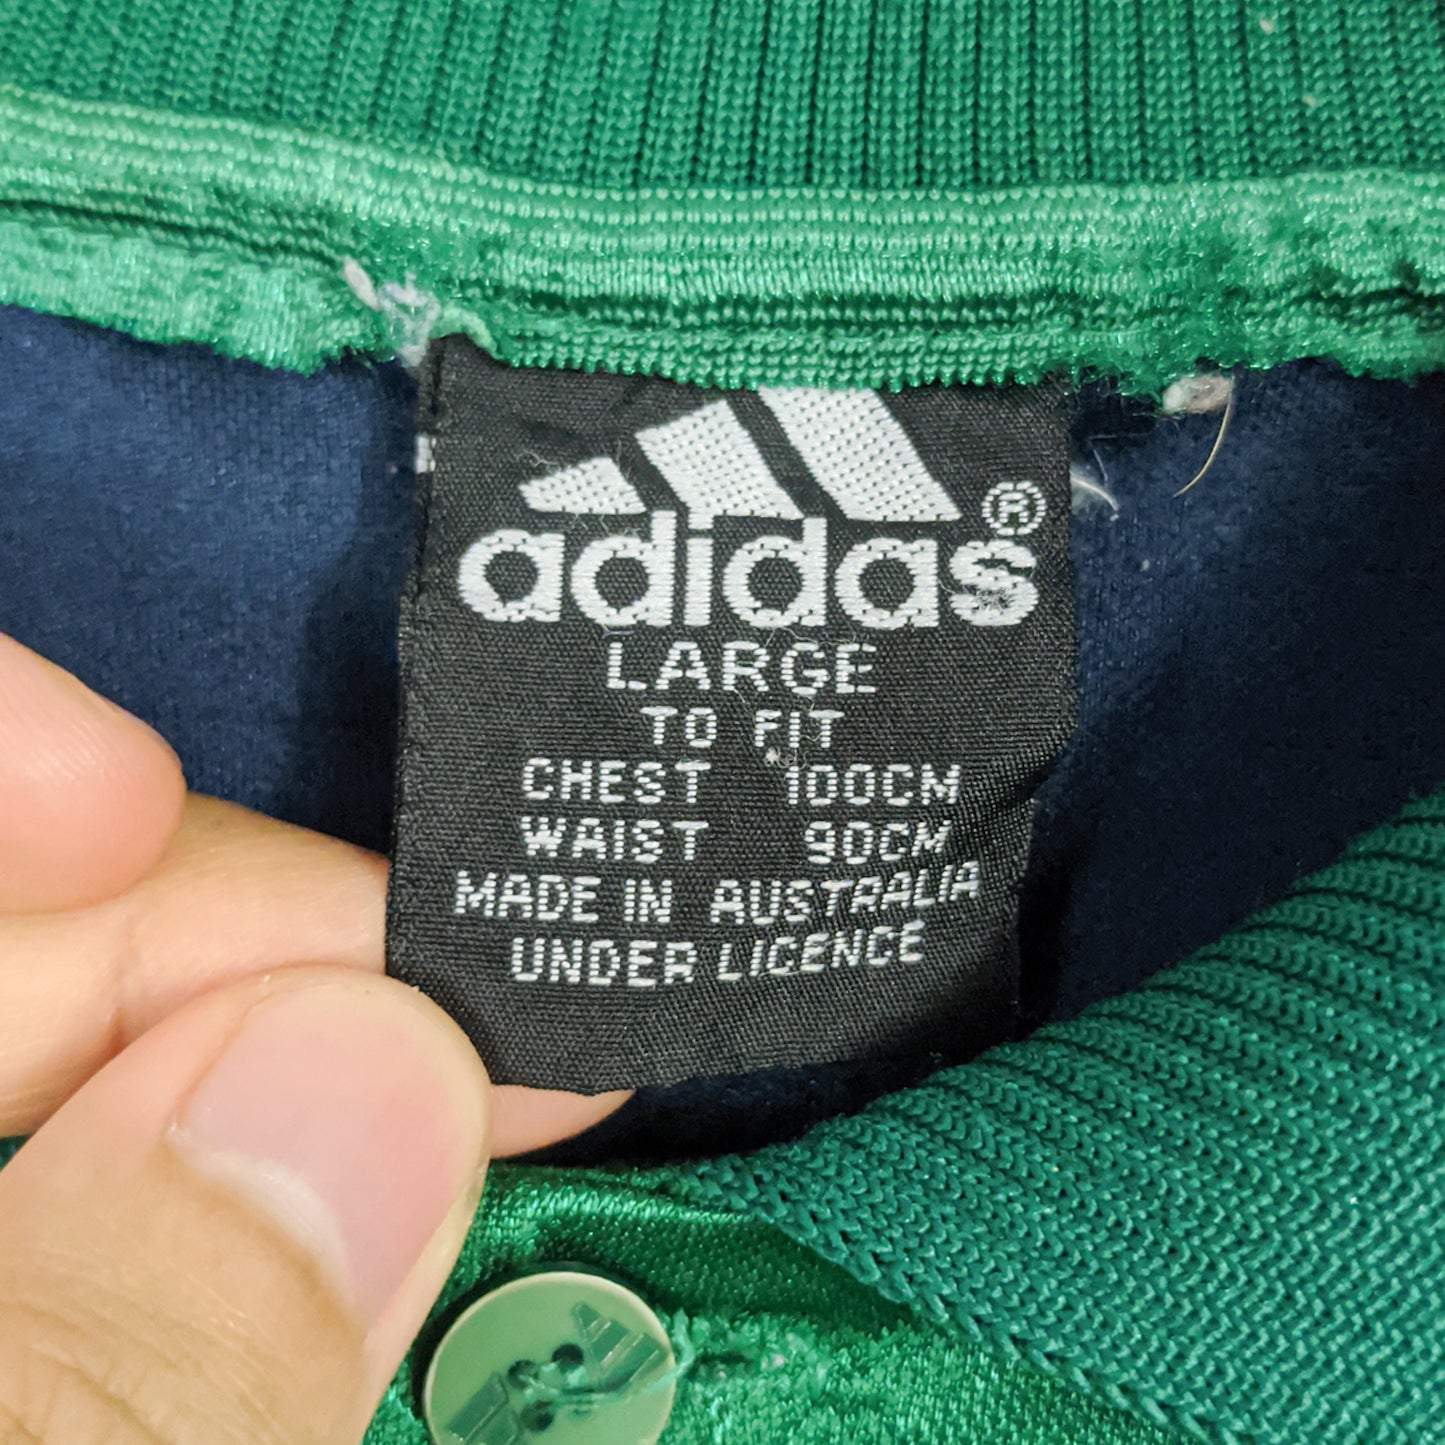 adidas®
LARGE
TO FIT
CHEST 100CM
WAIST 90CM
MADE IN AUSTRALIA
UNDER LICENCE